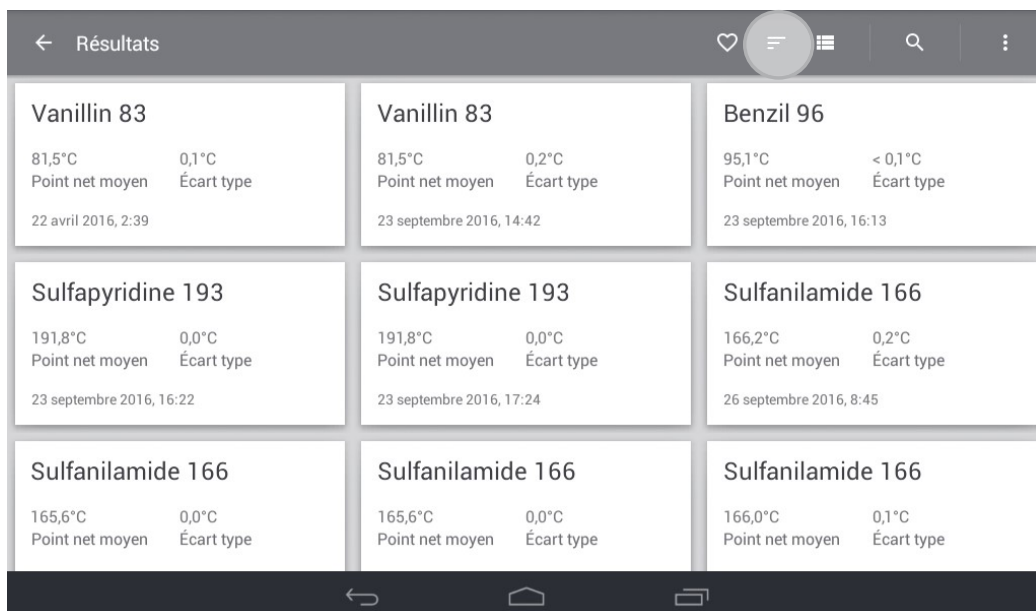 Résultats
Vanillin 83
81,5°C 0,1°C
Point net moyen Écart type
22 avril 2016, 2:39
Vanillin 83
81,5°C 0,2°C
Point net moyen Écart type
23 septembre 2016, 14:42
Benzil 96
95,1°C < 0,1°C
Point net moyen Écart type
23 septembre 2016, 16:13
Sulfapyridine 193
191,8°C 0,0°C
Point net moyen Écart type
23 septembre 2016, 16:22
Sulfapyridine 193
191,8°C 0,0°C
Point net moyen Écart type
23 septembre 2016, 17:24
Sulfanilamide 166
166,2°C 0,2°C
Point net moyen Écart type
26 septembre 2016, 8:45
Sulfanilamide 166
165,6°C 0,0°C
Point net moyen Écart type
Sulfanilamide 166
165,6°C 0,0°C
Point net moyen Écart type
Sulfanilamide 166
166,0°C 0,1°C
Point net moyen Écart type